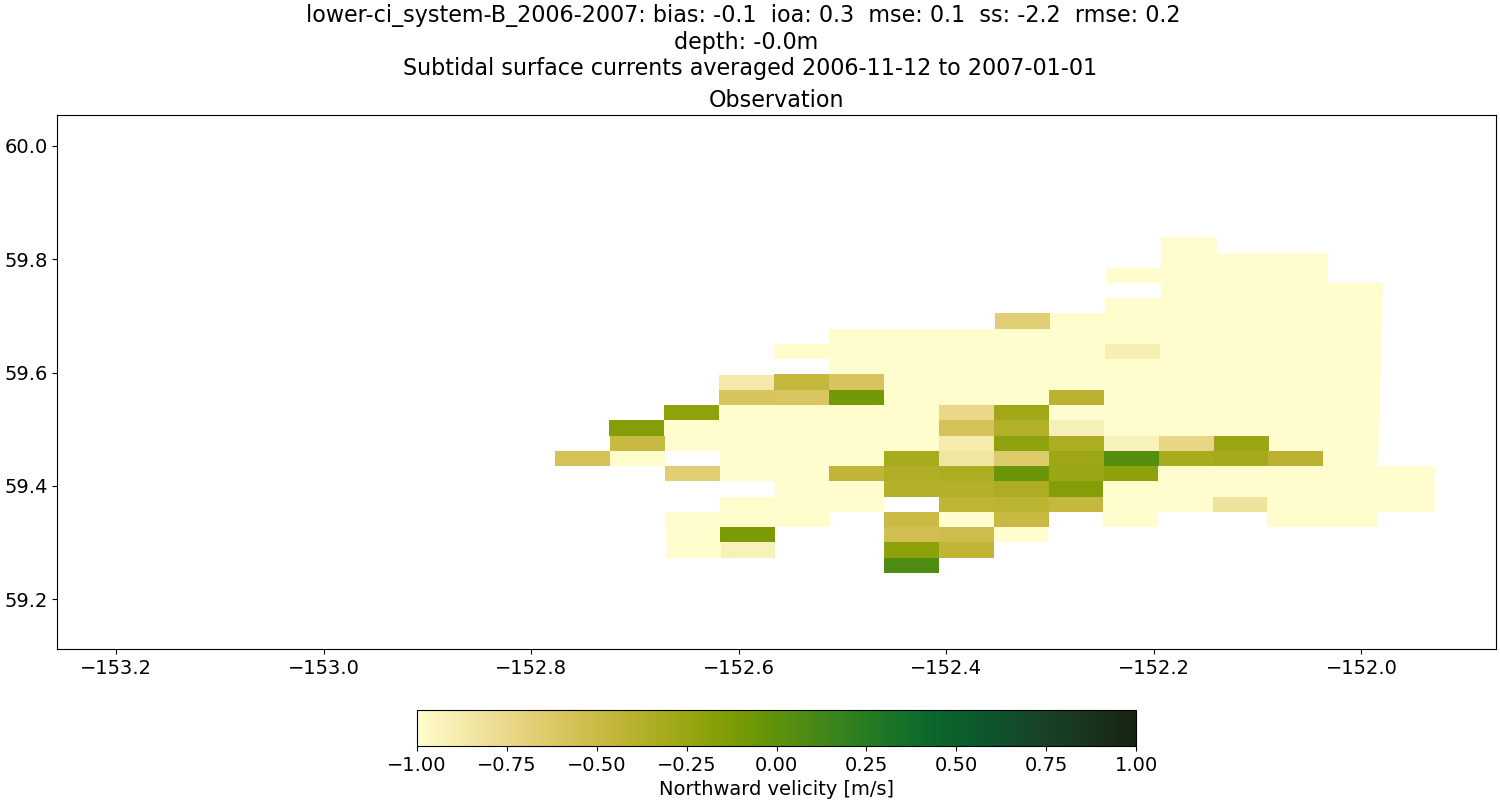 lower-ci_system-B_2006-2007: bias: -0.1  ioa: 0.3  mse: 0.1  ss: -2.2  rmse: 0.2
depth: -0.0m
Subtidal surface currents averaged 2006-11-12 to 2007-01-01
Observation
60.0
59.8
59.6
59.4
59.2
−153.2 −153.0 −152.8 −152.6 −152.4 −152.2 −152.0
−1.00 −0.75 −0.50 −0.25 0.00 0.25 0.50 0.75 1.00
Northward velicity [m/s]